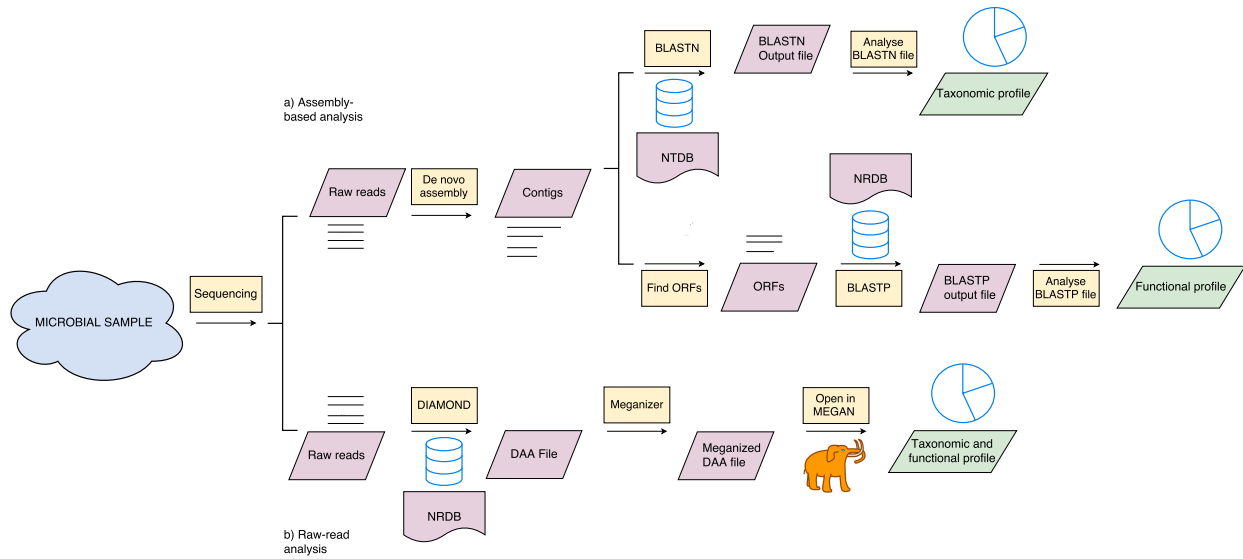 BLASTN
BLASTN
Output file
Analyse
BLASTN file
Taxonomic profile
a) Assembly-
based analysis
NTDB
Raw reads
De novo
assembly
Contigs
NRDB
Find ORFs
ORFs
BLASTP
BLASTP
output file
Analyse
BLASTP file
Functional profile
Sequencing
MICROBIAL SAMPLE
Raw reads
DIAMOND
DAA File
Meganizer
Meganized
DAA file
Open in
MEGAN
Taxonomic and
functional profile
NRDB
b) Raw-read
analysis